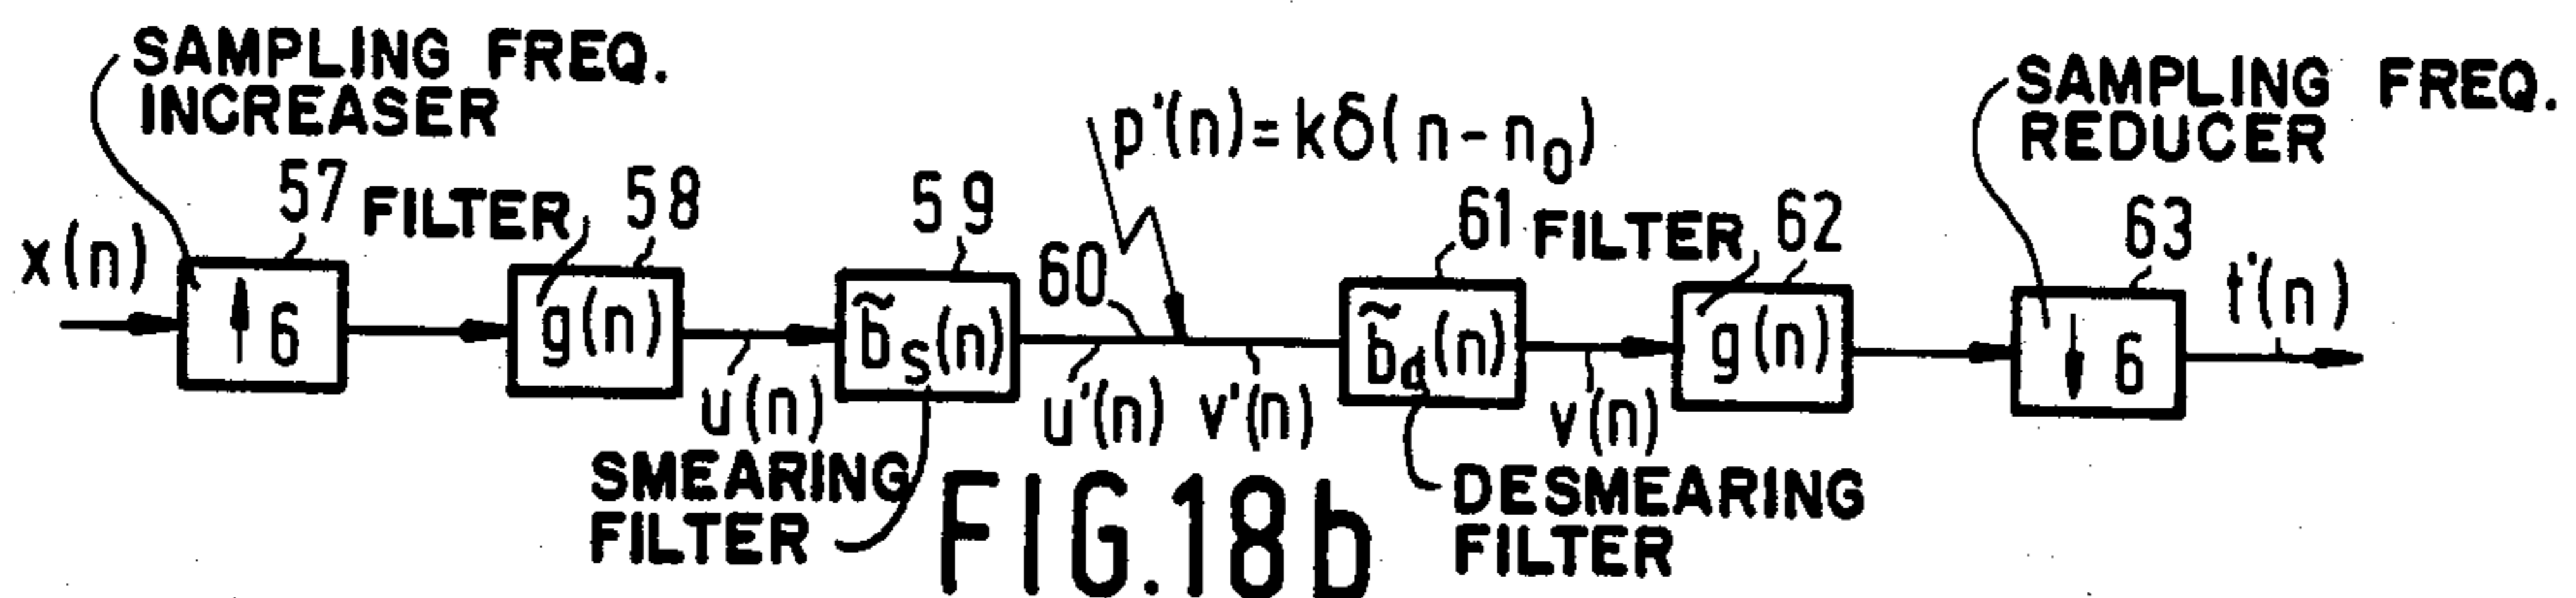 SAMPLING FREQ.
INCREASER
SAMPLING FREQ.
REDUCER
p'(n)=kδ(n-n₀)
57 FILTER 58
59
60
61 FILTER 62
63
x(n)
↑6
g(n)
b̃ₛ(n)
b̃_d(n)
g(n)
↓6
t'(n)
u(n)
u'(n) v'(n)
v(n)
SMEARING
FILTER
DESMEARING
FILTER
FIG.18b